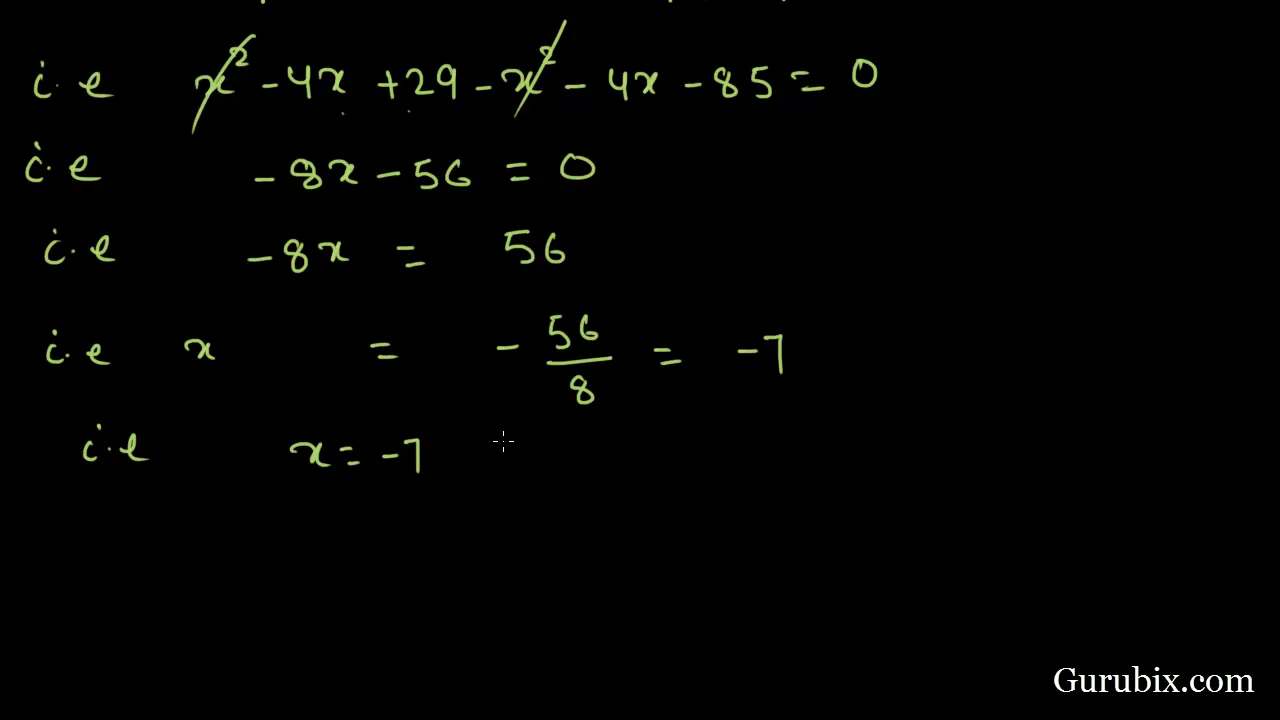 i.e x² - 4x + 29 - x² - 4x - 85 = 0
i.e - 8x - 56 = 0
i.e - 8x = 56
i.e x = - 56/8 = -7
i.e x = -7
Gurubix.com